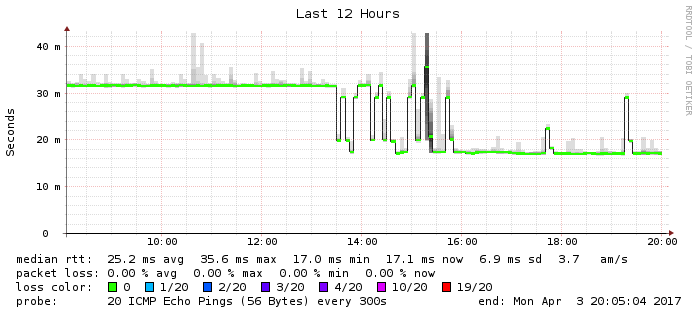 Last 12 Hours
RRDTOOL / TOBI OETIKER
Seconds
40 m
30 m
20 m
10 m
0
10:00 12:00 14:00 16:00 18:00 20:00
median rtt: 25.2 ms avg 35.6 ms max 17.0 ms min 17.1 ms now 6.9 ms sd 3.7 am/s
packet loss: 0.00 % avg 0.00 % max 0.00 % min 0.00 % now
loss color: 0 1/20 2/20 3/20 4/20 10/20 19/20
probe: 20 ICMP Echo Pings (56 Bytes) every 300s end: Mon Apr 3 20:05:04 2017